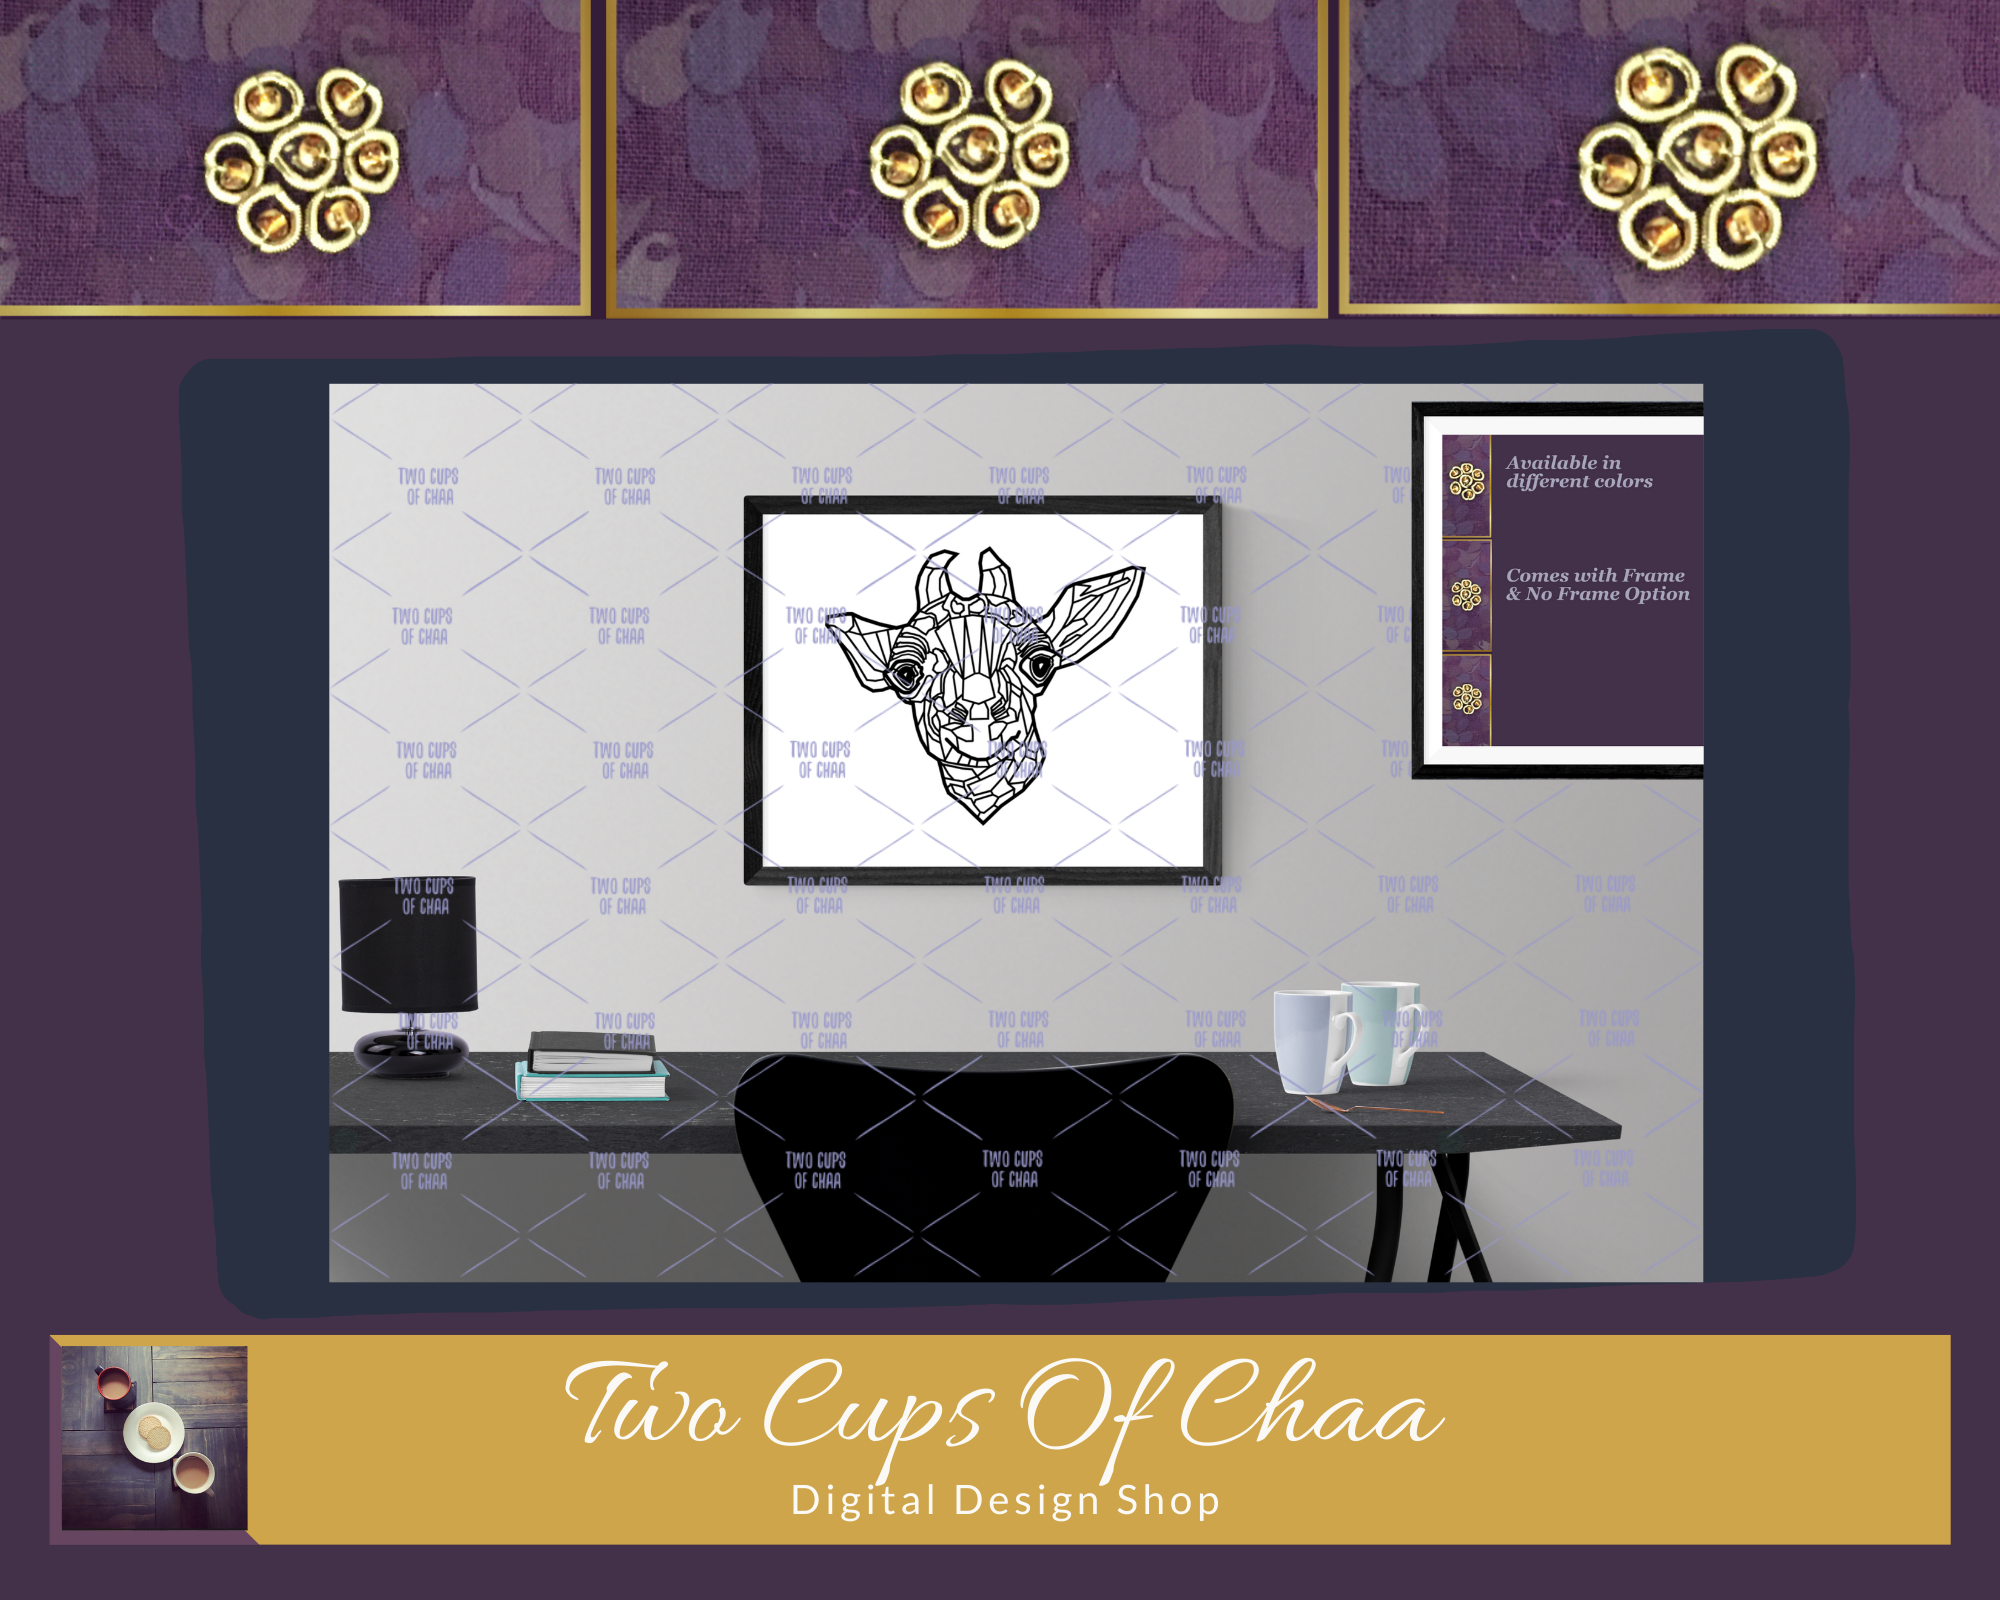 Available in
different colors
Comes with Frame
& No Frame Option
TWO CUPS
OF CHAA
Two Cups Of Chaa
Digital Design Shop